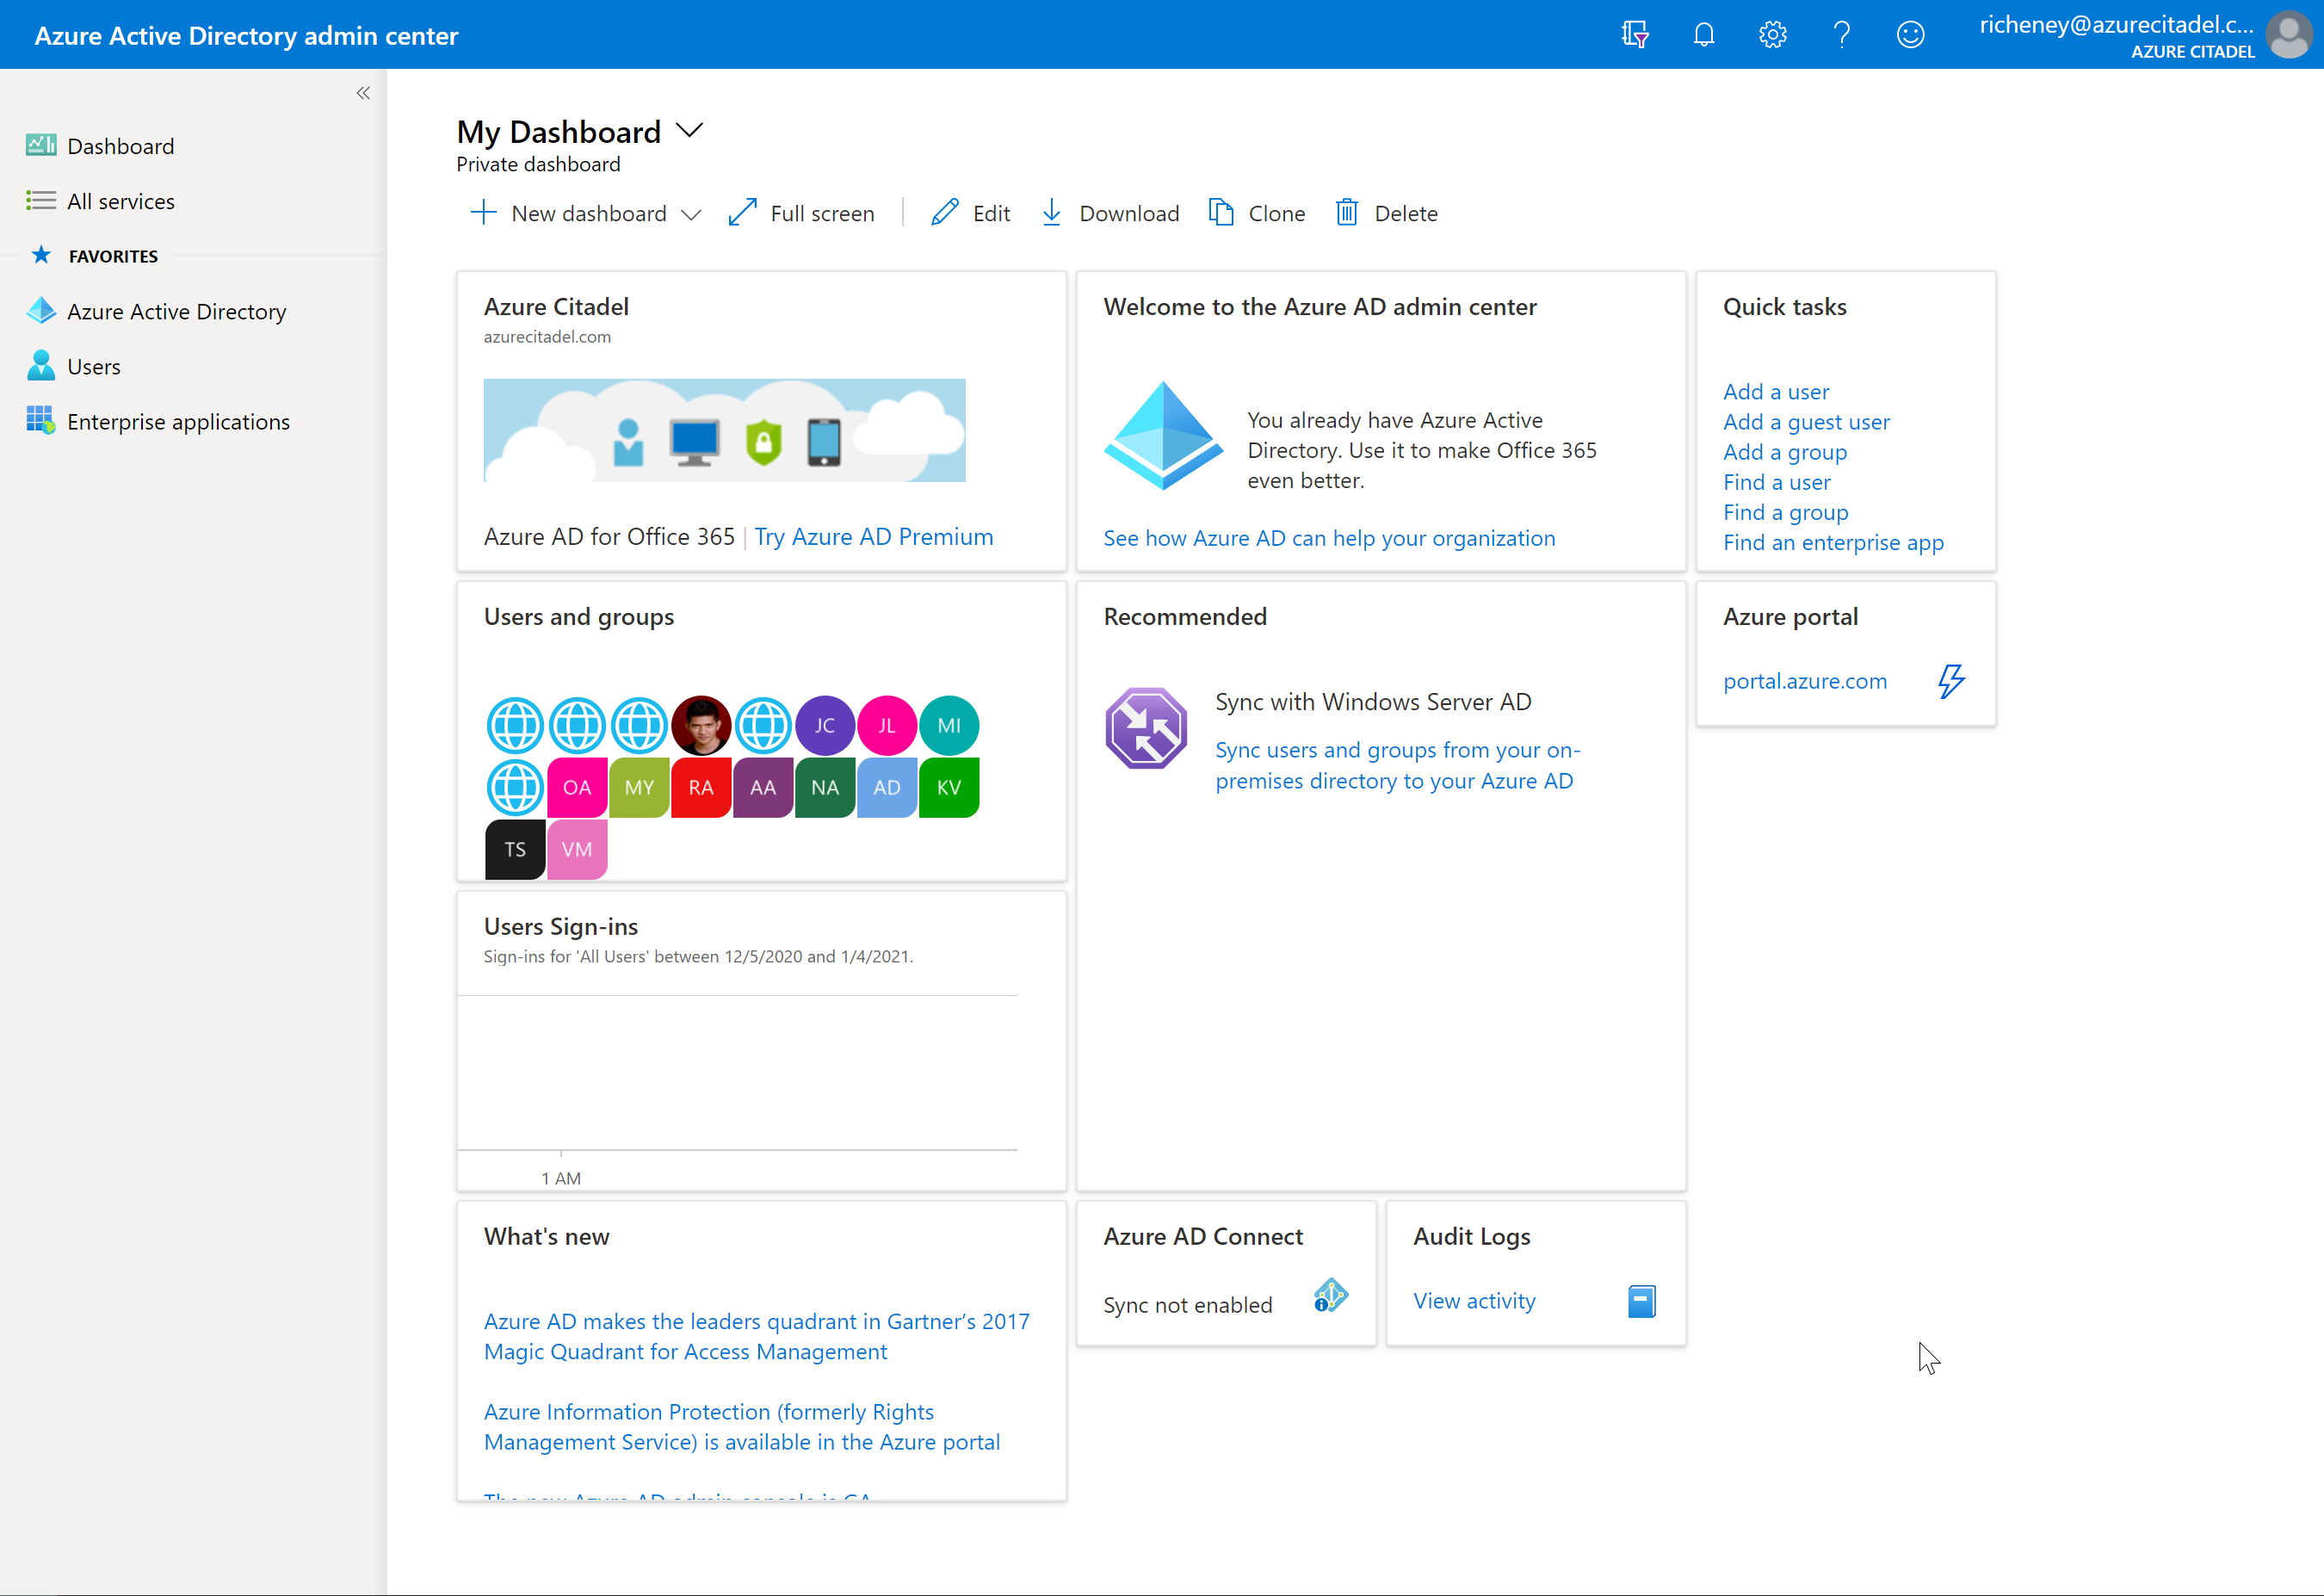 Azure Active Directory admin center
richeney@azurecitadel.c...
AZURE CITADEL
Dashboard
All services
FAVORITES
Azure Active Directory
Users
Enterprise applications
My Dashboard
Private dashboard
New dashboard
Full screen
Edit
Download
Clone
Delete
Azure Citadel
azurecitadel.com
Azure AD for Office 365 | Try Azure AD Premium
Welcome to the Azure AD admin center
You already have Azure Active
Directory. Use it to make Office 365
even better.
See how Azure AD can help your organization
Quick tasks
Add a user
Add a guest user
Add a group
Find a user
Find a group
Find an enterprise app
Users and groups
JC JL MI
OA MY RA AA NA AD KV
TS VM
Recommended
Sync with Windows Server AD
Sync users and groups from your on-
premises directory to your Azure AD
Azure portal
portal.azure.com
Users Sign-ins
Sign-ins for 'All Users' between 12/5/2020 and 1/4/2021.
1 AM
What's new
Azure AD makes the leaders quadrant in Gartner’s 2017
Magic Quadrant for Access Management
Azure Information Protection (formerly Rights
Management Service) is available in the Azure portal
The new Azure AD admin console is GA
Azure AD Connect
Sync not enabled
Audit Logs
View activity